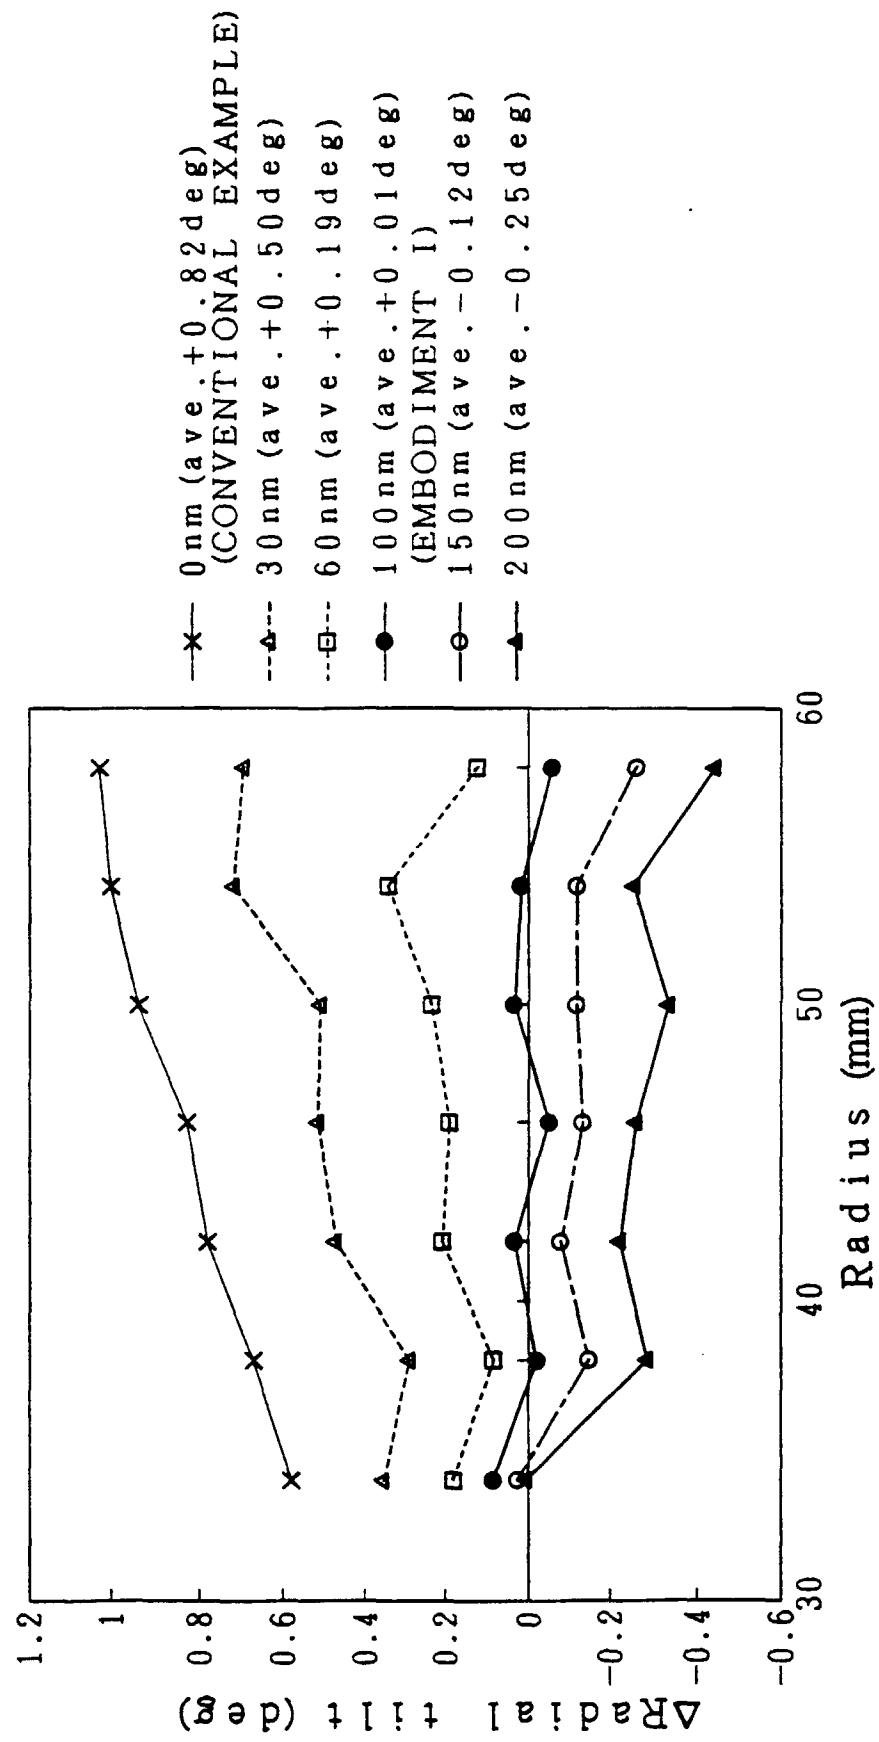 ΔRadial tilt (deg)
1.2
1
0.8
0.6
0.4
0.2
0
−0.2
−0.4
−0.6
30
40
50
60
Radius (mm)
0nm (ave.+0.82deg)
(CONVENTIONAL EXAMPLE)
30nm (ave.+0.50deg)
60nm (ave.+0.19deg)
100nm (ave.+0.01deg)
(EMBODIMENT I)
150nm (ave.−0.12deg)
200nm (ave.−0.25deg)